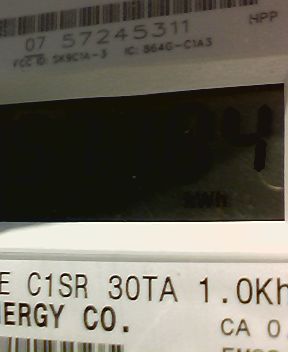 07 57245311
HPP
FCC ID: SK9C1A-3 IC: 864G-C1A3
4
kWh
E C1SR 30TA 1.0Kh
NERGY CO.
CA 0.